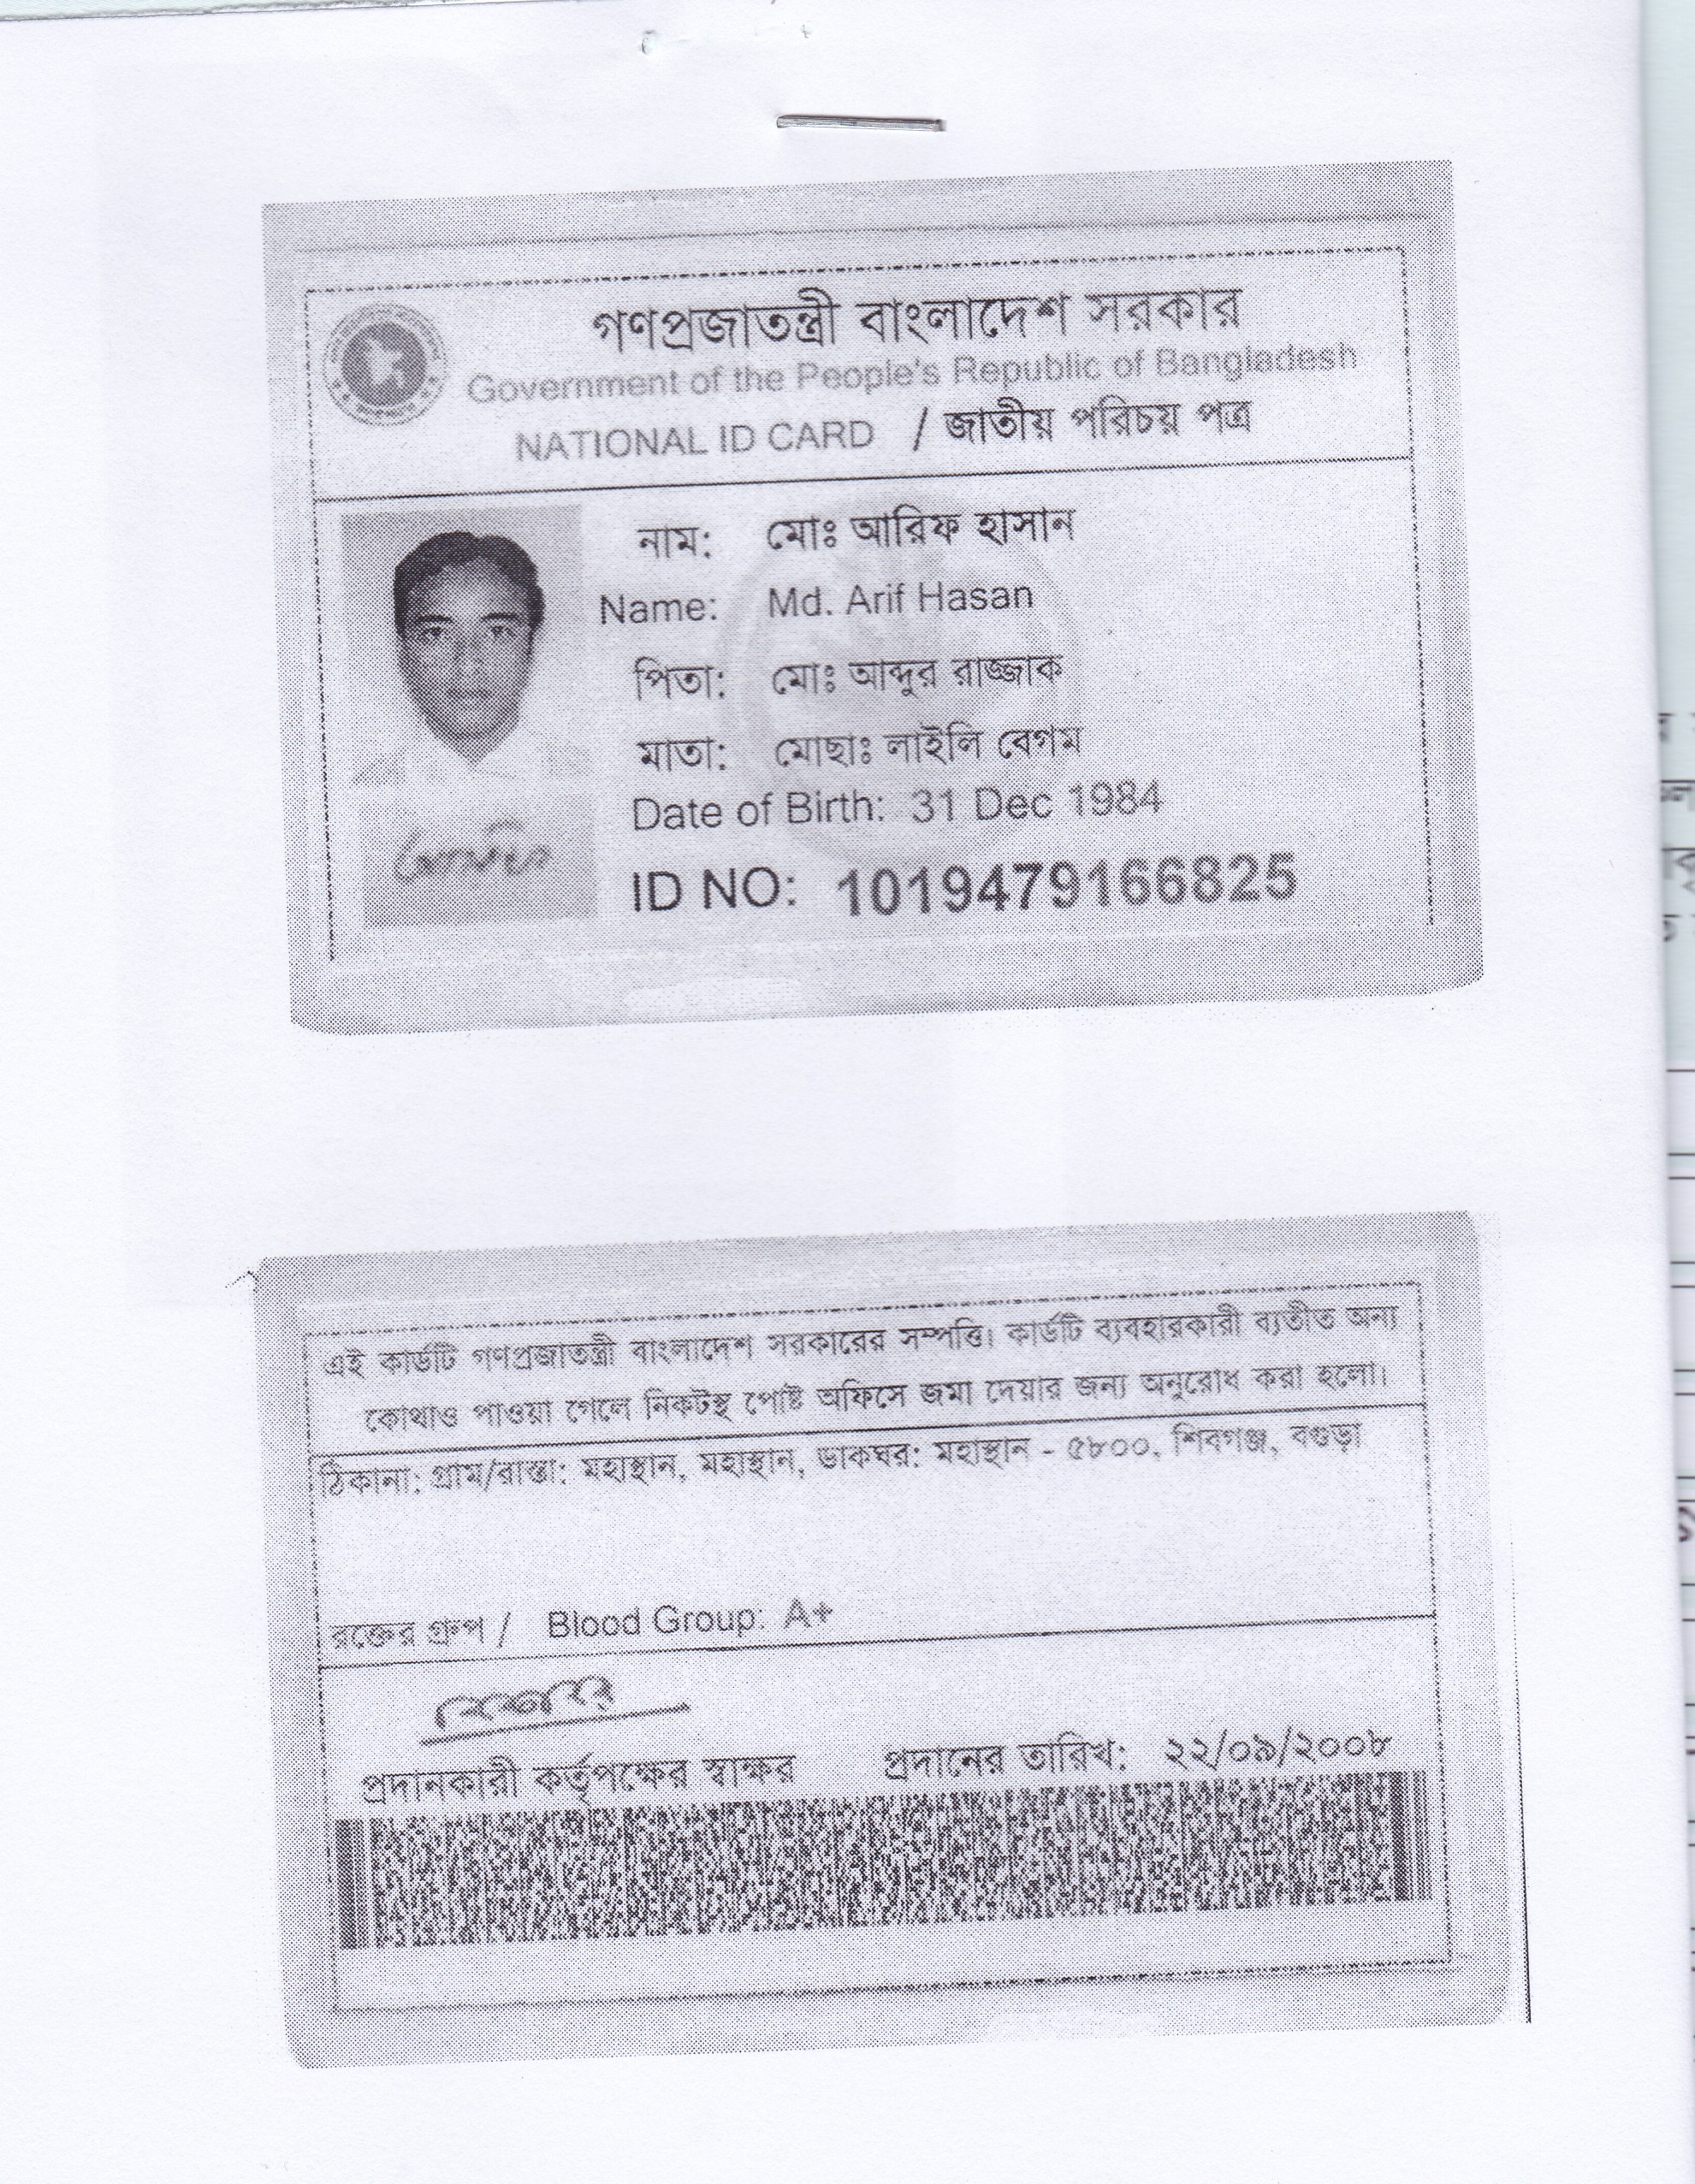 গণপ্রজাতন্ত্রী বাংলাদেশ সরকার
Government of the People's Republic of Bangladesh
NATIONAL ID CARD / জাতীয় পরিচয় পত্র
নাম: মোঃ আরিফ হাসান
Name: Md. Arif Hasan
পিতা: মোঃ আব্দুর রাজ্জাক
মাতা: মোছাঃ লাইলি বেগম
Date of Birth: 31 Dec 1984
ID NO: 1019479166825
এই কার্ডটি গণপ্রজাতন্ত্রী বাংলাদেশ সরকারের সম্পত্তি। কার্ডটি ব্যবহারকারী ব্যতীত অন্য
কোথাও পাওয়া গেলে নিকটস্থ পোষ্ট অফিসে জমা দেয়ার জন্য অনুরোধ করা হলো।
ঠিকানা: গ্রাম/রাস্তা: মহাস্থান, মহাস্থান, ডাকঘর: মহাস্থান - ৫৮০০, শিবগঞ্জ, বগুড়া
রক্তের গ্রুপ / Blood Group: A+
প্রদানকারী কর্তৃপক্ষের স্বাক্ষর প্রদানের তারিখ: ২২/০৯/২০০৮